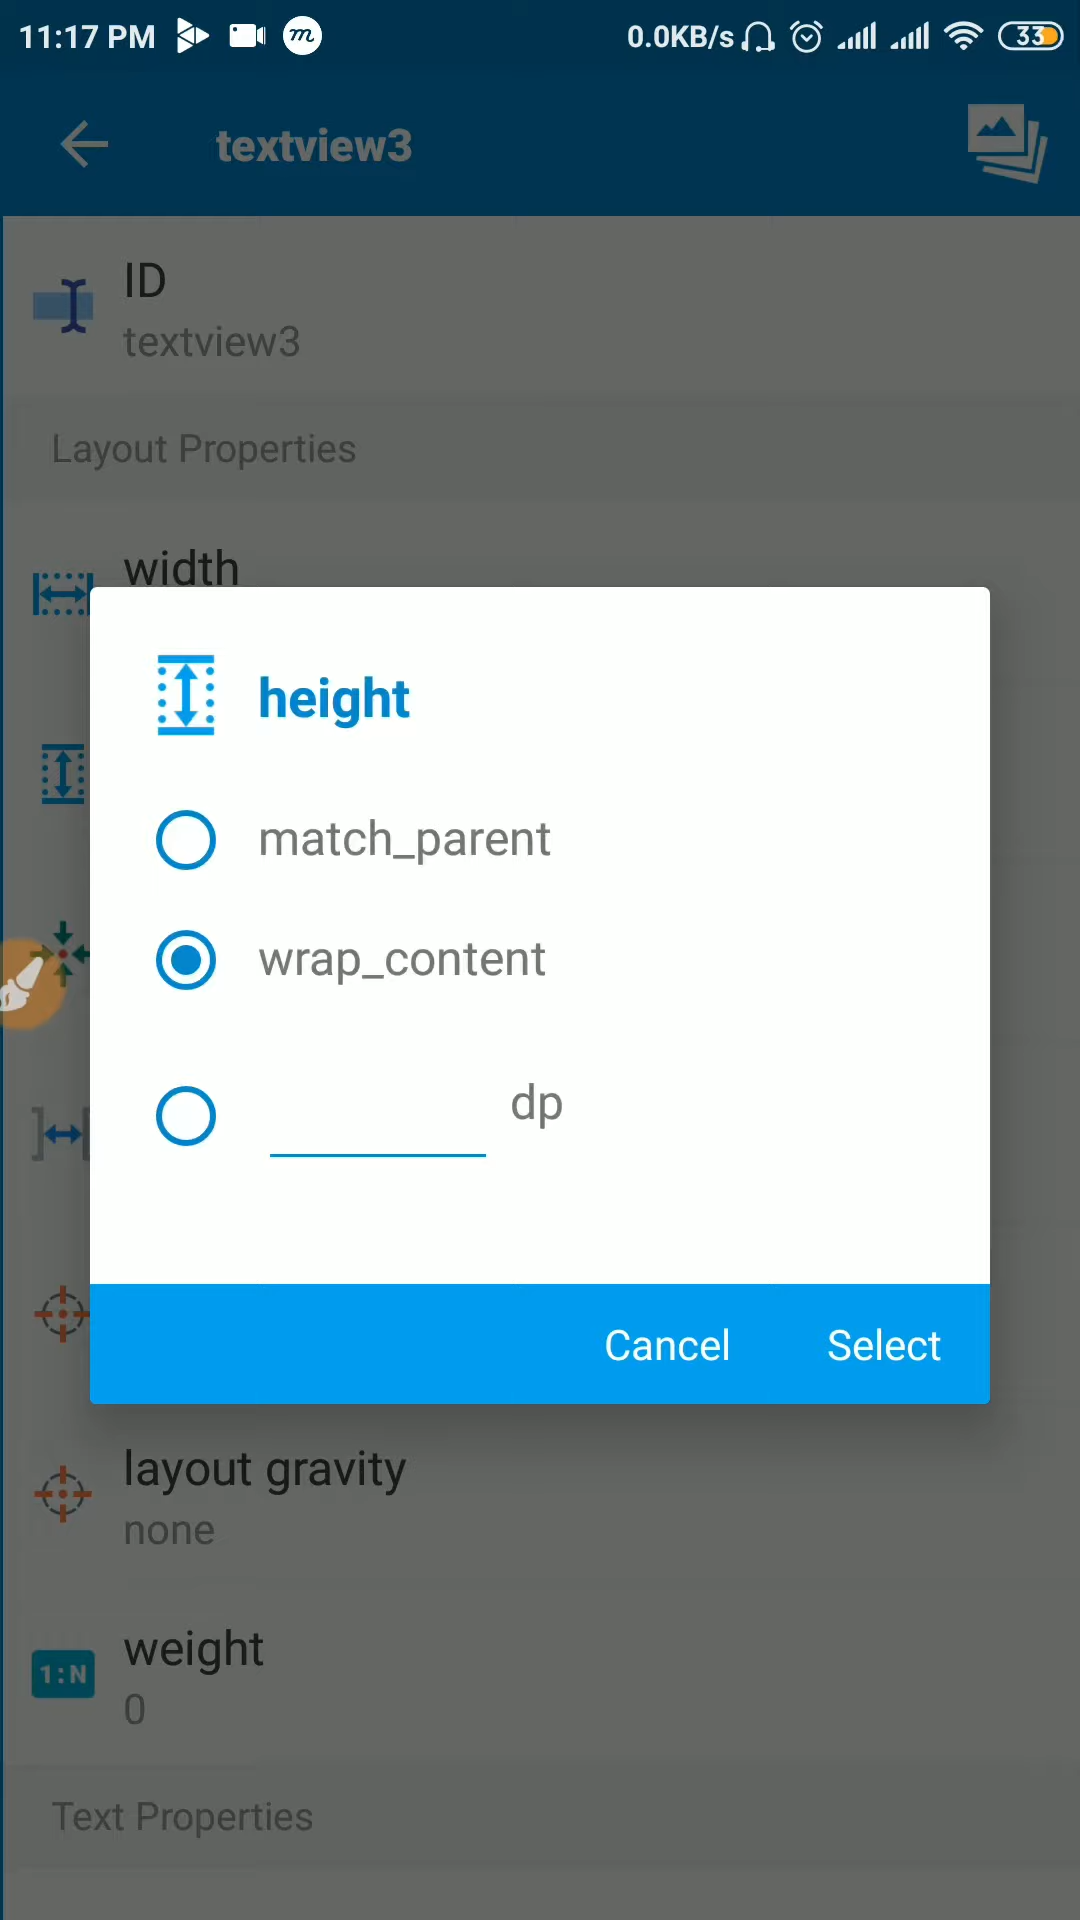 11:17 PM m 0.0KB/s 33
textview3
ID
textview3
Layout Properties
width
height
match_parent
wrap_content
dp
Cancel Select
layout gravity
none
1:N weight
0
Text Properties